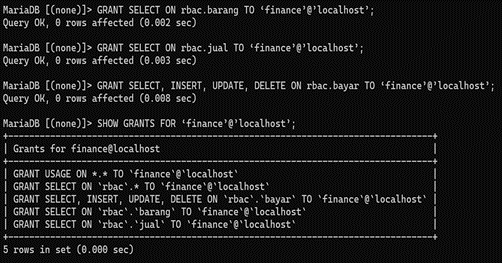 MariaDB [(none)]> GRANT SELECT ON rbac.barang TO ‘finance’@’localhost’;
Query OK, 0 rows affected (0.002 sec)
MariaDB [(none)]> GRANT SELECT ON rbac.jual TO ‘finance’@’localhost’;
Query OK, 0 rows affected (0.003 sec)
MariaDB [(none)]> GRANT SELECT, INSERT, UPDATE, DELETE ON rbac.bayar TO ‘finance’@’localhost’;
Query OK, 0 rows affected (0.008 sec)
MariaDB [(none)]> SHOW GRANTS FOR ‘finance’@’localhost’;
+------------------------------------------------------------------------+
| Grants for finance@localhost |
+------------------------------------------------------------------------+
| GRANT USAGE ON *.* TO `finance`@`localhost` |
| GRANT SELECT ON `rbac`.* TO `finance`@`localhost` |
| GRANT SELECT, INSERT, UPDATE, DELETE ON `rbac`.`bayar` TO `finance`@`localhost` |
| GRANT SELECT ON `rbac`.`barang` TO `finance`@`localhost` |
| GRANT SELECT ON `rbac`.`jual` TO `finance`@`localhost` |
+------------------------------------------------------------------------+
5 rows in set (0.000 sec)